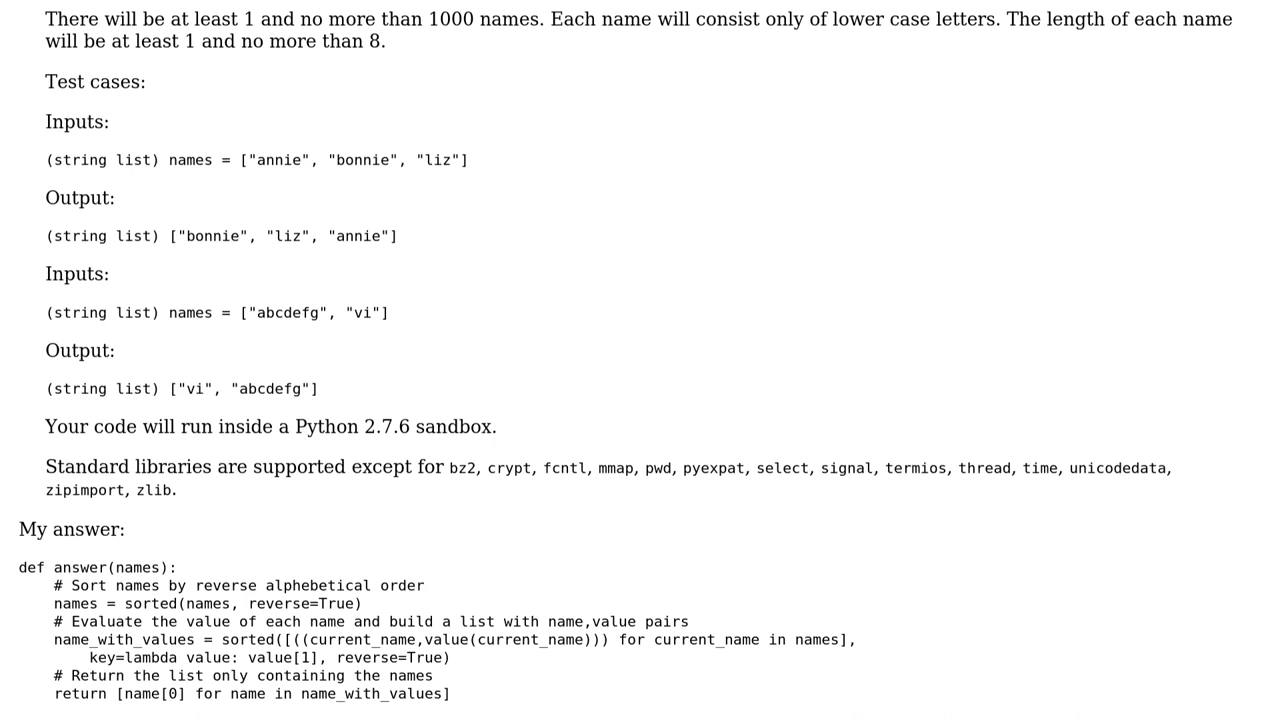 There will be at least 1 and no more than 1000 names. Each name will consist only of lower case letters. The length of each name
will be at least 1 and no more than 8.
Test cases:
Inputs:
(string list) names = ["annie", "bonnie", "liz"]
Output:
(string list) ["bonnie", "liz", "annie"]
Inputs:
(string list) names = ["abcdefg", "vi"]
Output:
(string list) ["vi", "abcdefg"]
Your code will run inside a Python 2.7.6 sandbox.
Standard libraries are supported except for bz2, crypt, fcntl, mmap, pwd, pyexpat, select, signal, termios, thread, time, unicodedata,
zipimport, zlib.
My answer:
def answer(names):
    # Sort names by reverse alphebetical order
    names = sorted(names, reverse=True)
    # Evaluate the value of each name and build a list with name,value pairs
    name_with_values = sorted([((current_name,value(current_name))) for current_name in names],
        key=lambda value: value[1], reverse=True)
    # Return the list only containing the names
    return [name[0] for name in name_with_values]